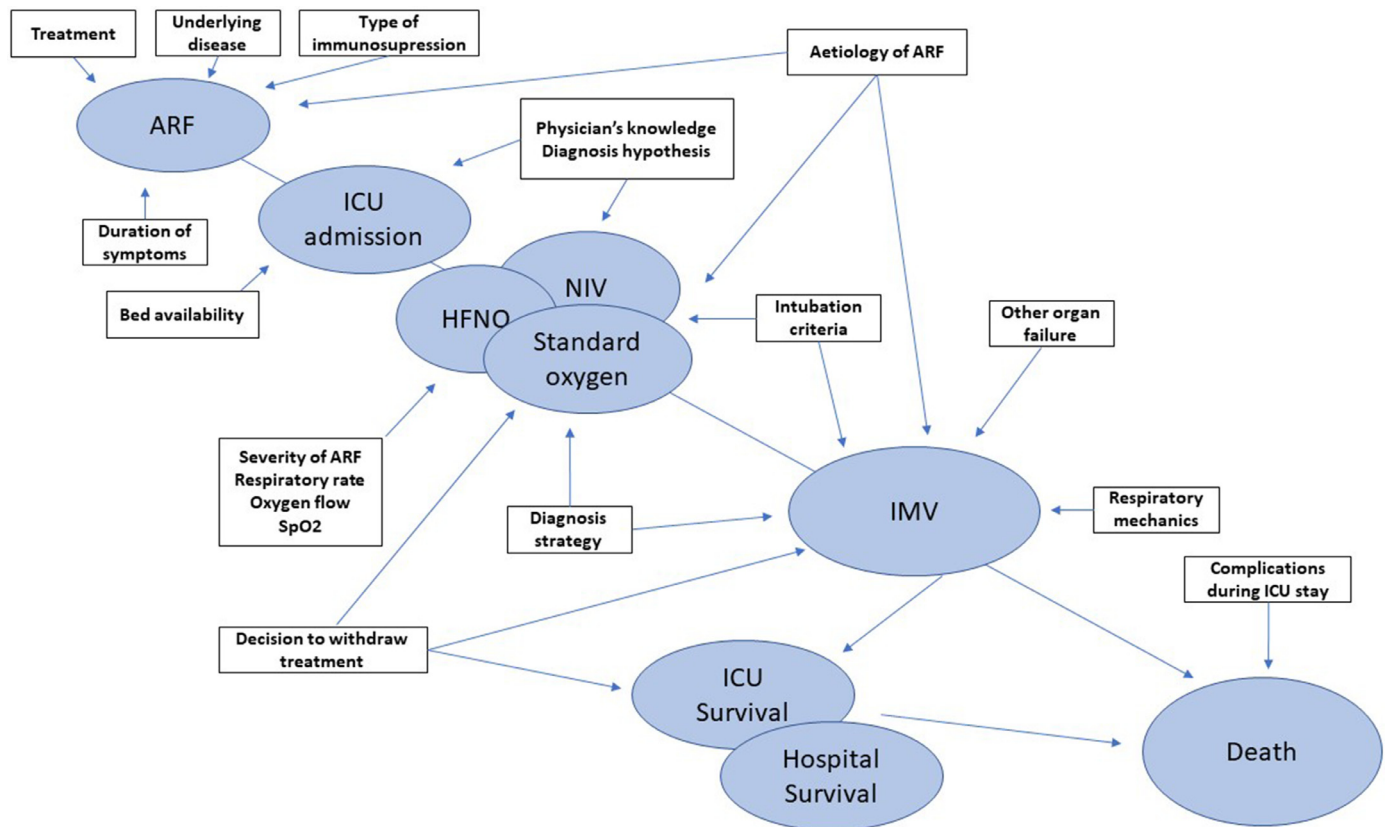 Treatment
Underlying
disease
Type of
immunosupression
Aetiology of ARF
ARF
Physician's knowledge
Diagnosis hypothesis
ICU
admission
Duration of
symptoms
Bed availability
NIV
HFNO
Standard
oxygen
Intubation
criteria
Other organ
failure
Severity of ARF
Respiratory rate
Oxygen flow
SpO2
Diagnosis
strategy
IMV
Respiratory
mechanics
Complications
during ICU stay
Decision to withdraw
treatment
ICU
Survival
Hospital
Survival
Death